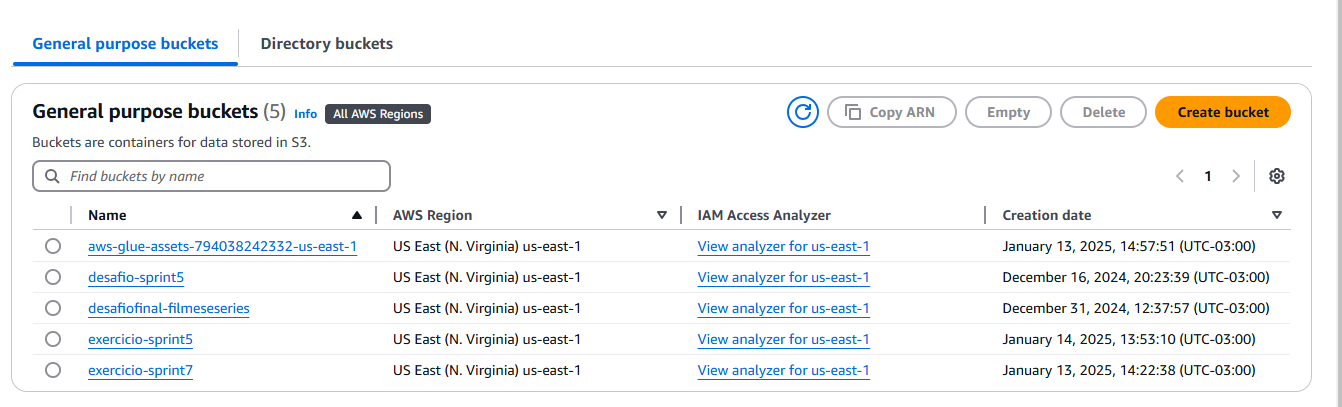 General purpose buckets Directory buckets
General purpose buckets (5) Info All AWS Regions Copy ARN Empty Delete Create bucket
Buckets are containers for data stored in S3.
Find buckets by name 1
Name AWS Region IAM Access Analyzer Creation date
aws-glue-assets-794038242332-us-east-1 US East (N. Virginia) us-east-1 View analyzer for us-east-1 January 13, 2025, 14:57:51 (UTC-03:00)
desafio-sprint5 US East (N. Virginia) us-east-1 View analyzer for us-east-1 December 16, 2024, 20:23:39 (UTC-03:00)
desafiofinal-filmeseseries US East (N. Virginia) us-east-1 View analyzer for us-east-1 December 31, 2024, 12:37:57 (UTC-03:00)
exercicio-sprint5 US East (N. Virginia) us-east-1 View analyzer for us-east-1 January 14, 2025, 13:53:10 (UTC-03:00)
exercicio-sprint7 US East (N. Virginia) us-east-1 View analyzer for us-east-1 January 13, 2025, 14:22:38 (UTC-03:00)